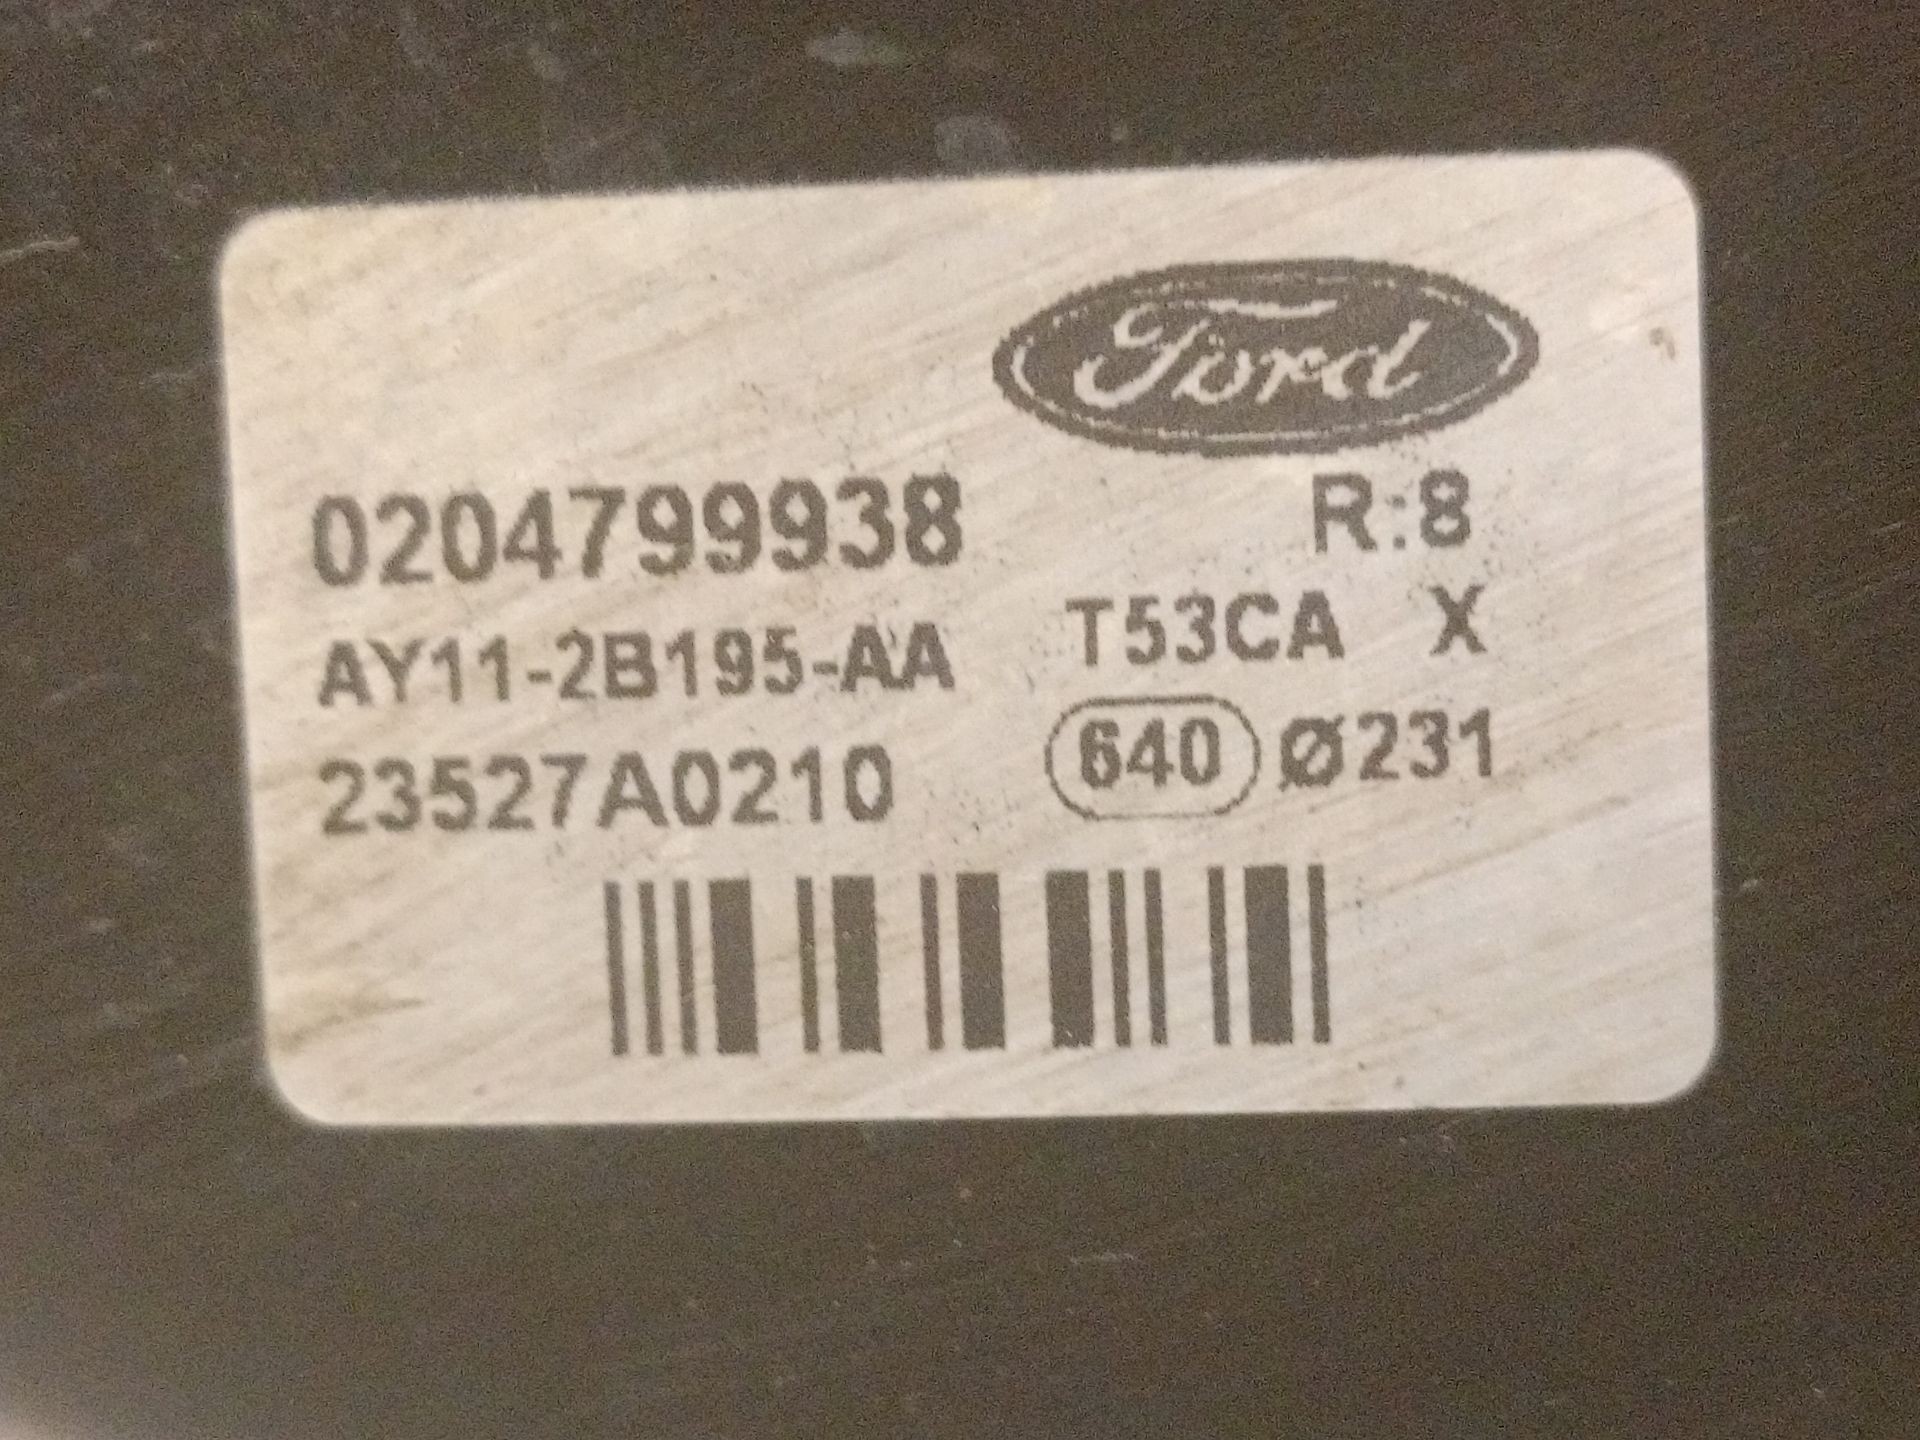 Ford
0204799938 R:8
AY11-2B195-AA T53CA X
23527A0210 640 Ø231